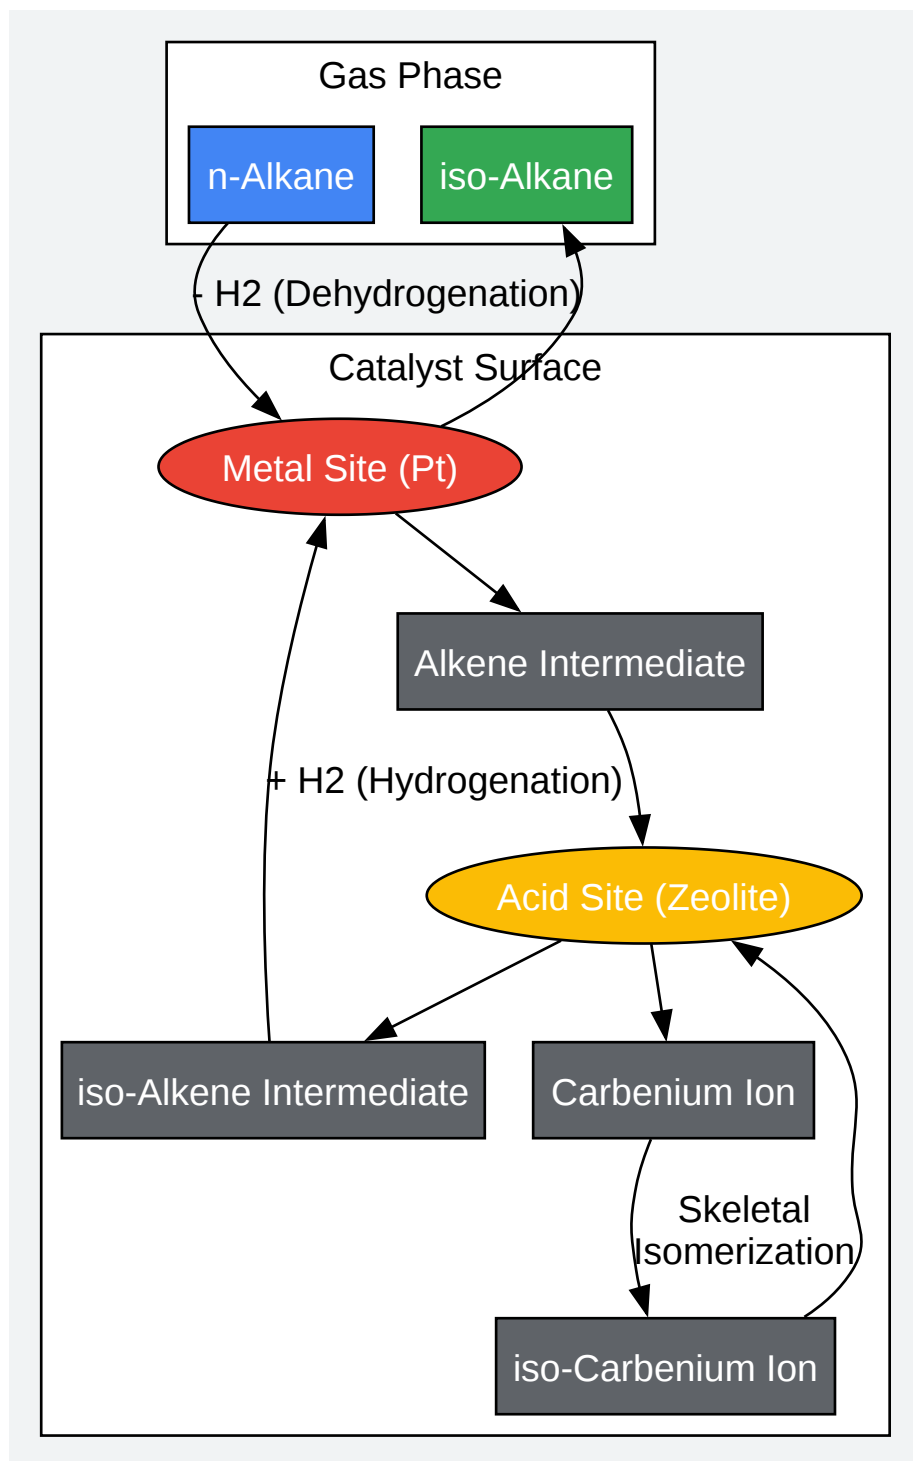 Gas Phase
n-Alkane
iso-Alkane
- H2 (Dehydrogenation)
Catalyst Surface
Metal Site (Pt)
Alkene Intermediate
+ H2 (Hydrogenation)
Acid Site (Zeolite)
iso-Alkene Intermediate
Carbenium Ion
Skeletal
Isomerization
iso-Carbenium Ion